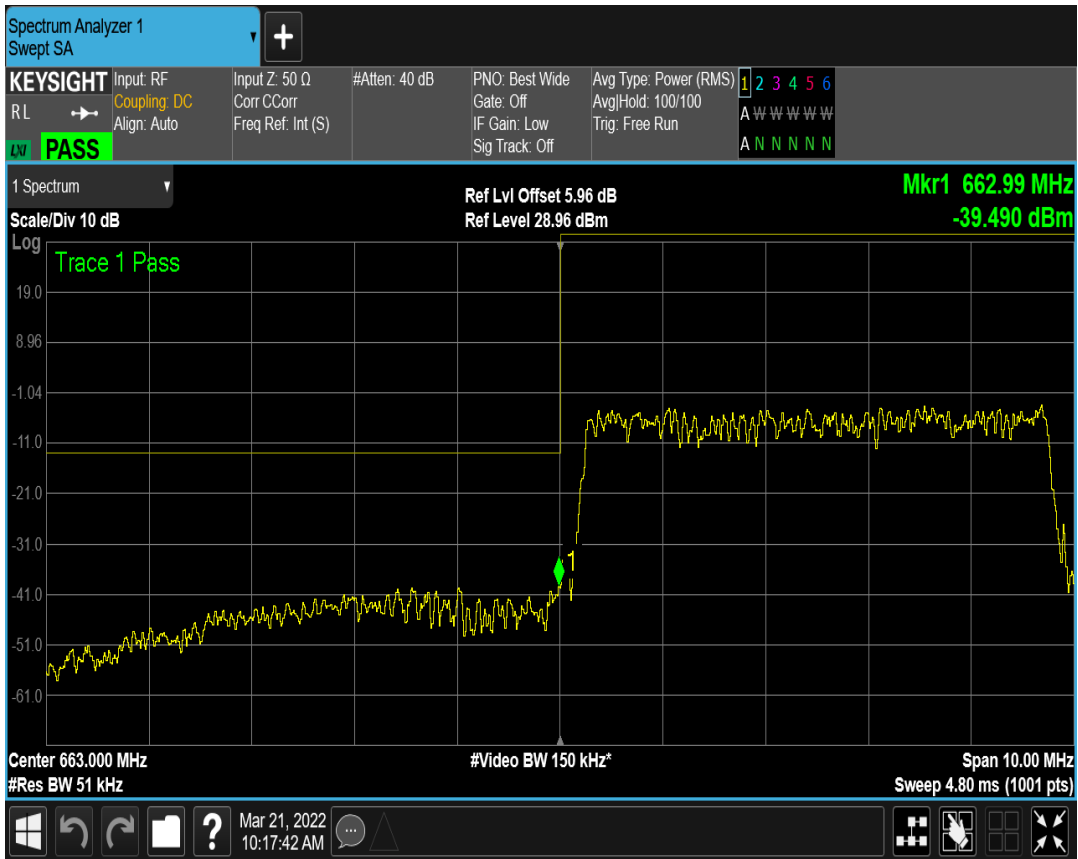 Spectrum Analyzer 1
Swept SA
+
KEYSIGHT
RL
LXI
PASS
Input: RF
Coupling: DC
Align: Auto
Input Z: 50 Ω
Corr CCorr
Freq Ref: Int (S)
#Atten: 40 dB
PNO: Best Wide
Gate: Off
IF Gain: Low
Sig Track: Off
Avg Type: Power (RMS)
Avg|Hold: 100/100
Trig: Free Run
1 2 3 4 5 6
A W W W W W
A N N N N N
1 Spectrum
Scale/Div 10 dB
Ref Lvl Offset 5.96 dB
Ref Level 28.96 dBm
Mkr1 662.99 MHz
-39.490 dBm
Log
Trace 1 Pass
19.0
8.96
-1.04
-11.0
-21.0
-31.0
1
-41.0
-51.0
-61.0
Center 663.000 MHz
#Video BW 150 kHz*
Span 10.00 MHz
#Res BW 51 kHz
Sweep 4.80 ms (1001 pts)
?
Mar 21, 2022
10:17:42 AM